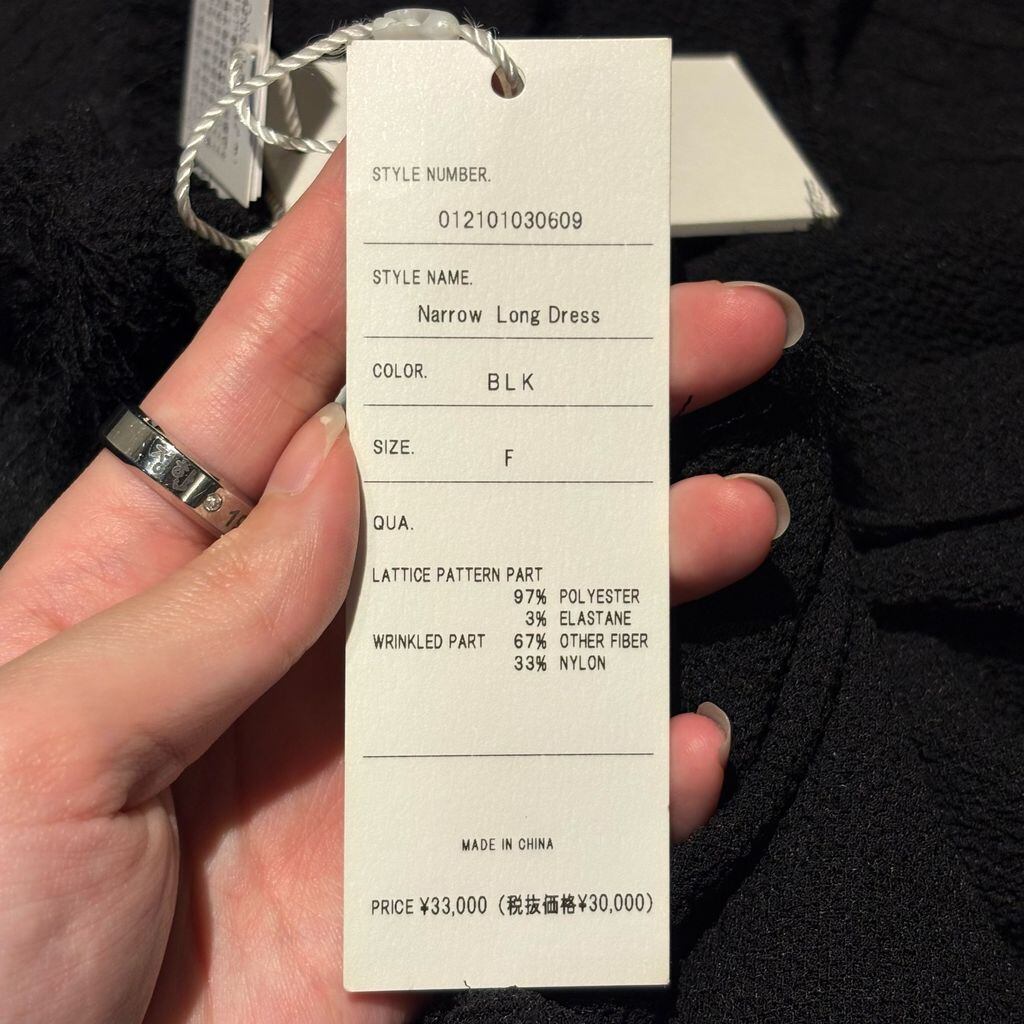 STYLE NUMBER.
012101030609
STYLE NAME.
Narrow Long Dress
COLOR. BLK
SIZE. F
QUA.
LATTICE PATTERN PART
97% POLYESTER
3% ELASTANE
WRINKLED PART 67% OTHER FIBER
33% NYLON
MADE IN CHINA
PRICE ¥33,000 (税抜価格¥30,000)